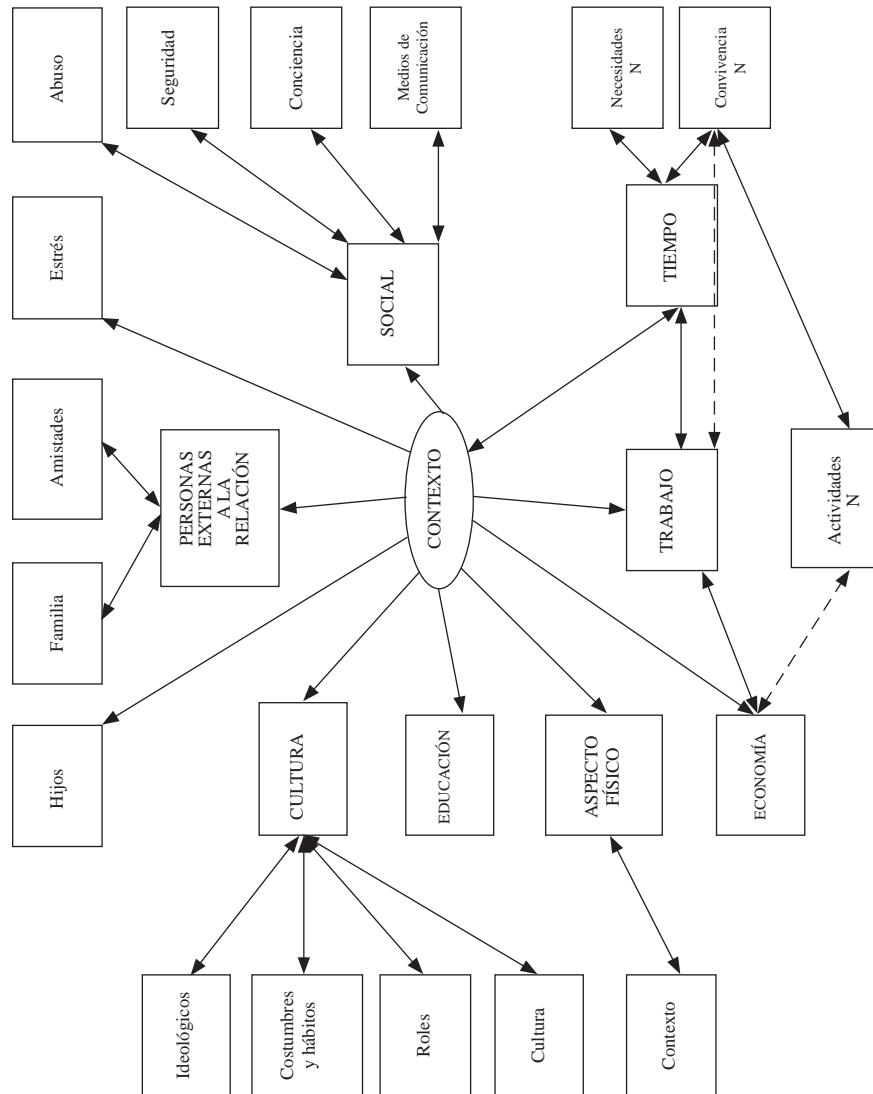 Hijos
Familia
Amistades
Estrés
Abuso
Seguridad
Conciencia
Medios de
Comunicación
PERSONAS
EXTERNAS
A LA
RELACIÓN
SOCIAL
CONTEXTO
CULTURA
EDUCACIÓN
ASPECTO
FÍSICO
ECONOMÍA
TRABAJO
TIEMPO
Necesidades
N
Convivencia
N
Actividades
N
Ideológicos
Costumbres
y hábitos
Roles
Cultura
Contexto